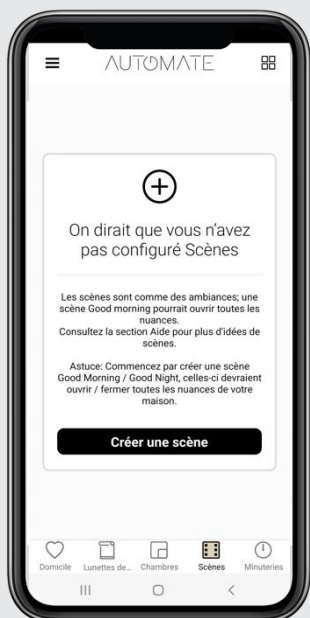 AUTOMATE
On dirait que vous n'avez
pas configuré Scènes
Les scènes sont comme des ambiances; une
scène Good morning pourrait ouvrir toutes les
nuances.
Consultez la section Aide pour plus d'idées de
scènes.
Astuce: Commencez par créer une scène
Good Morning / Good Night, celles-ci devraient
ouvrir / fermer toutes les nuances de votre
maison.
Créer une scène
Domicile Lunettes de... Chambres Scènes Minuteries